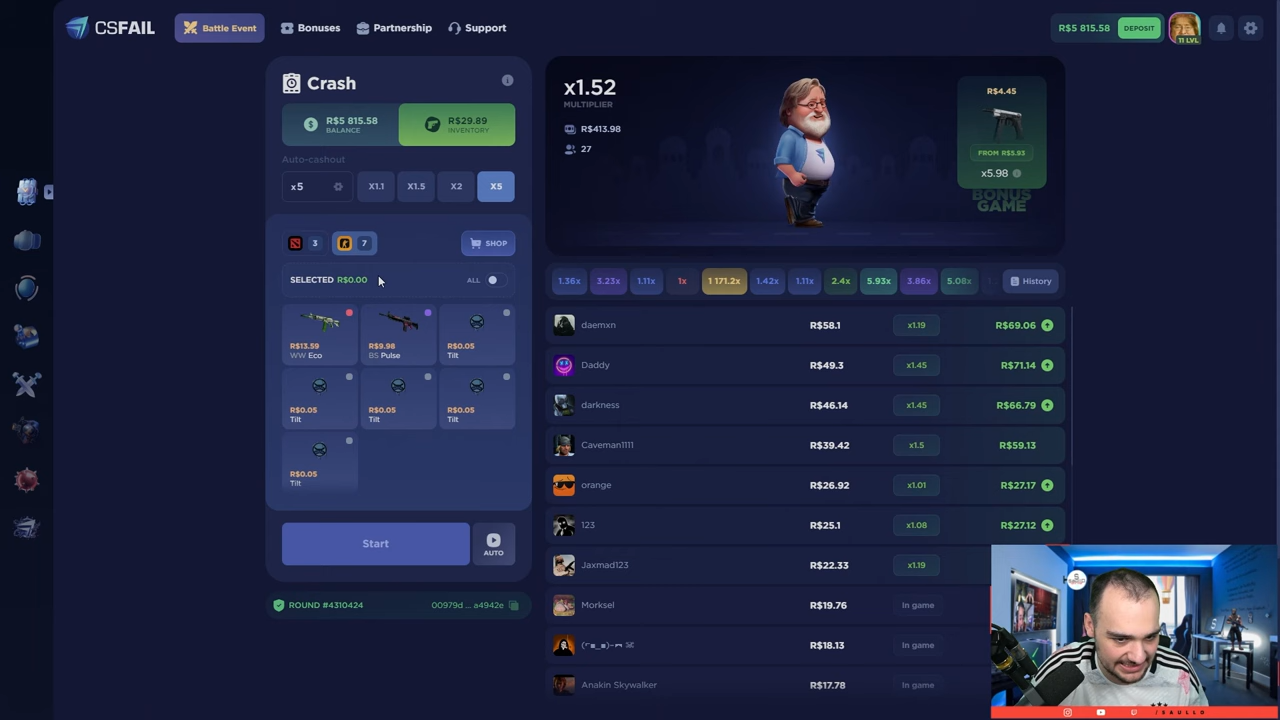 CSFAIL
Battle Event
Bonuses
Partnership
Support
R$5 815.58
DEPOSIT
11 LVL
Crash
R$5 815.58
BALANCE
R$29.89
INVENTORY
Auto-cashout
x5
X1.1
X1.5
X2
X5
3
7
SHOP
SELECTED R$0.00
ALL
R$13.59
WW Eco
R$9.98
BS Pulse
R$0.05
Tilt
R$0.05
Tilt
R$0.05
Tilt
R$0.05
Tilt
R$0.05
Tilt
Start
AUTO
ROUND #4310424
00979d ... a4942e
x1.52
MULTIPLIER
R$413.98
27
R$4.45
FROM R$5.93
x5.98
BONUS
GAME
1.36x
3.23x
1.11x
1x
1 171.2x
1.42x
1.11x
2.4x
5.93x
3.86x
5.08x
History
daemxn R$58.1 x1.19 R$69.06
Daddy R$49.3 x1.45 R$71.14
darkness R$46.14 x1.45 R$66.79
Caveman1111 R$39.42 x1.5 R$59.13
orange R$26.92 x1.01 R$27.17
123 R$25.1 x1.08 R$27.12
Jaxmad123 R$22.33 x1.19
Morksel R$19.76 In game
R$18.13 In game
Anakin Skywalker R$17.78 In game
/SAULLO